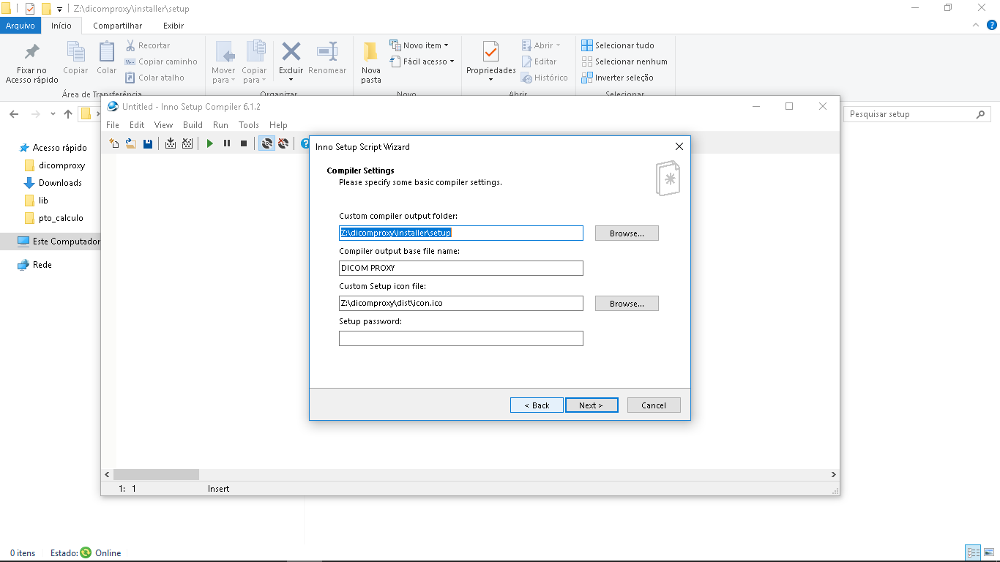 Z:\dicomproxy\installer\setup
Arquivo Início Compartilhar Exibir
Fixar no Acesso rápido
Copiar
Colar
Recortar
Copiar caminho
Colar atalho
Área de Transferência
Mover para
Copiar para
Excluir
Renomear
Organizar
Nova pasta
Novo item
Fácil acesso
Novo
Propriedades
Abrir
Editar
Histórico
Abrir
Selecionar tudo
Selecionar nenhum
Inverter seleção
Selecionar
Pesquisar setup
Acesso rápido
dicomproxy
Downloads
lib
pto_calculo
Este Computador
Rede
Untitled - Inno Setup Compiler 6.1.2
File Edit View Build Run Tools Help
Inno Setup Script Wizard
Compiler Settings
Please specify some basic compiler settings.
Custom compiler output folder:
Z:\dicomproxy\installer\setup
Browse...
Compiler output base file name:
DICOM PROXY
Custom Setup icon file:
Z:\dicomproxy\dist\icon.ico
Browse...
Setup password:
< Back Next > Cancel
1: 1 Insert
0 itens Estado: Online